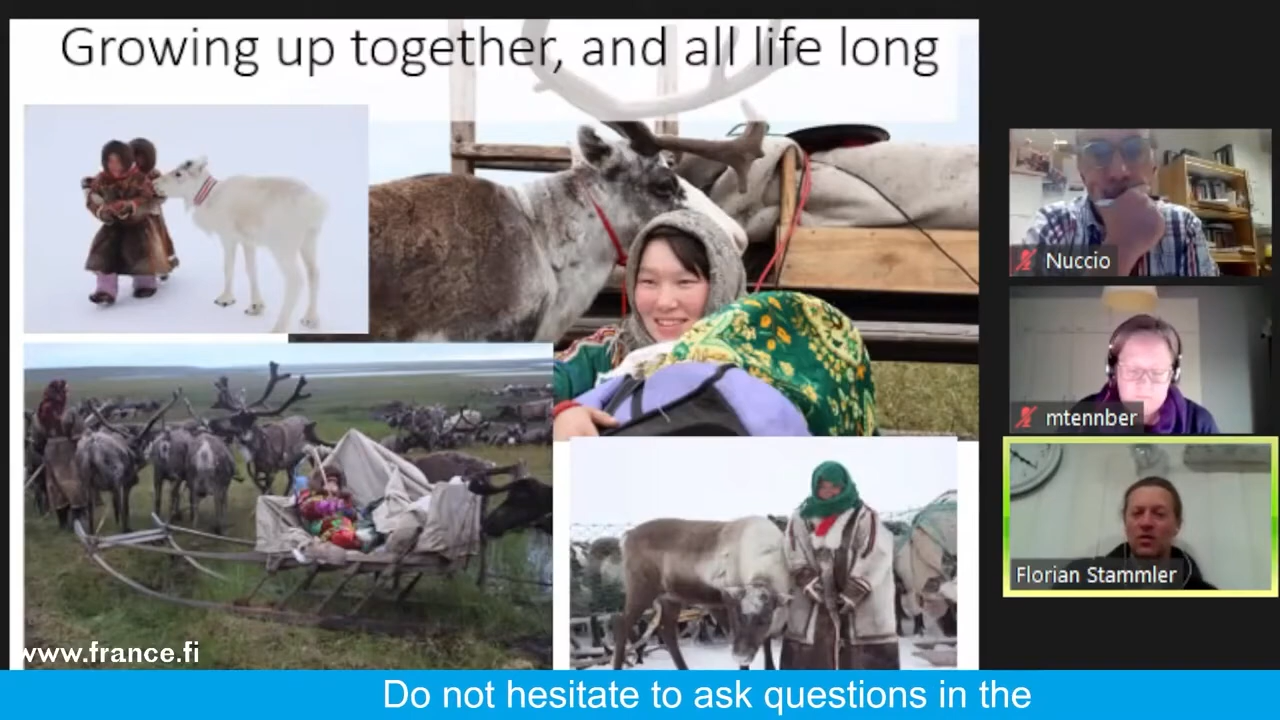 Growing up together, and all life long
Nuccio
mtennber
Florian Stammler
www.france.fi
Do not hesitate to ask questions in the